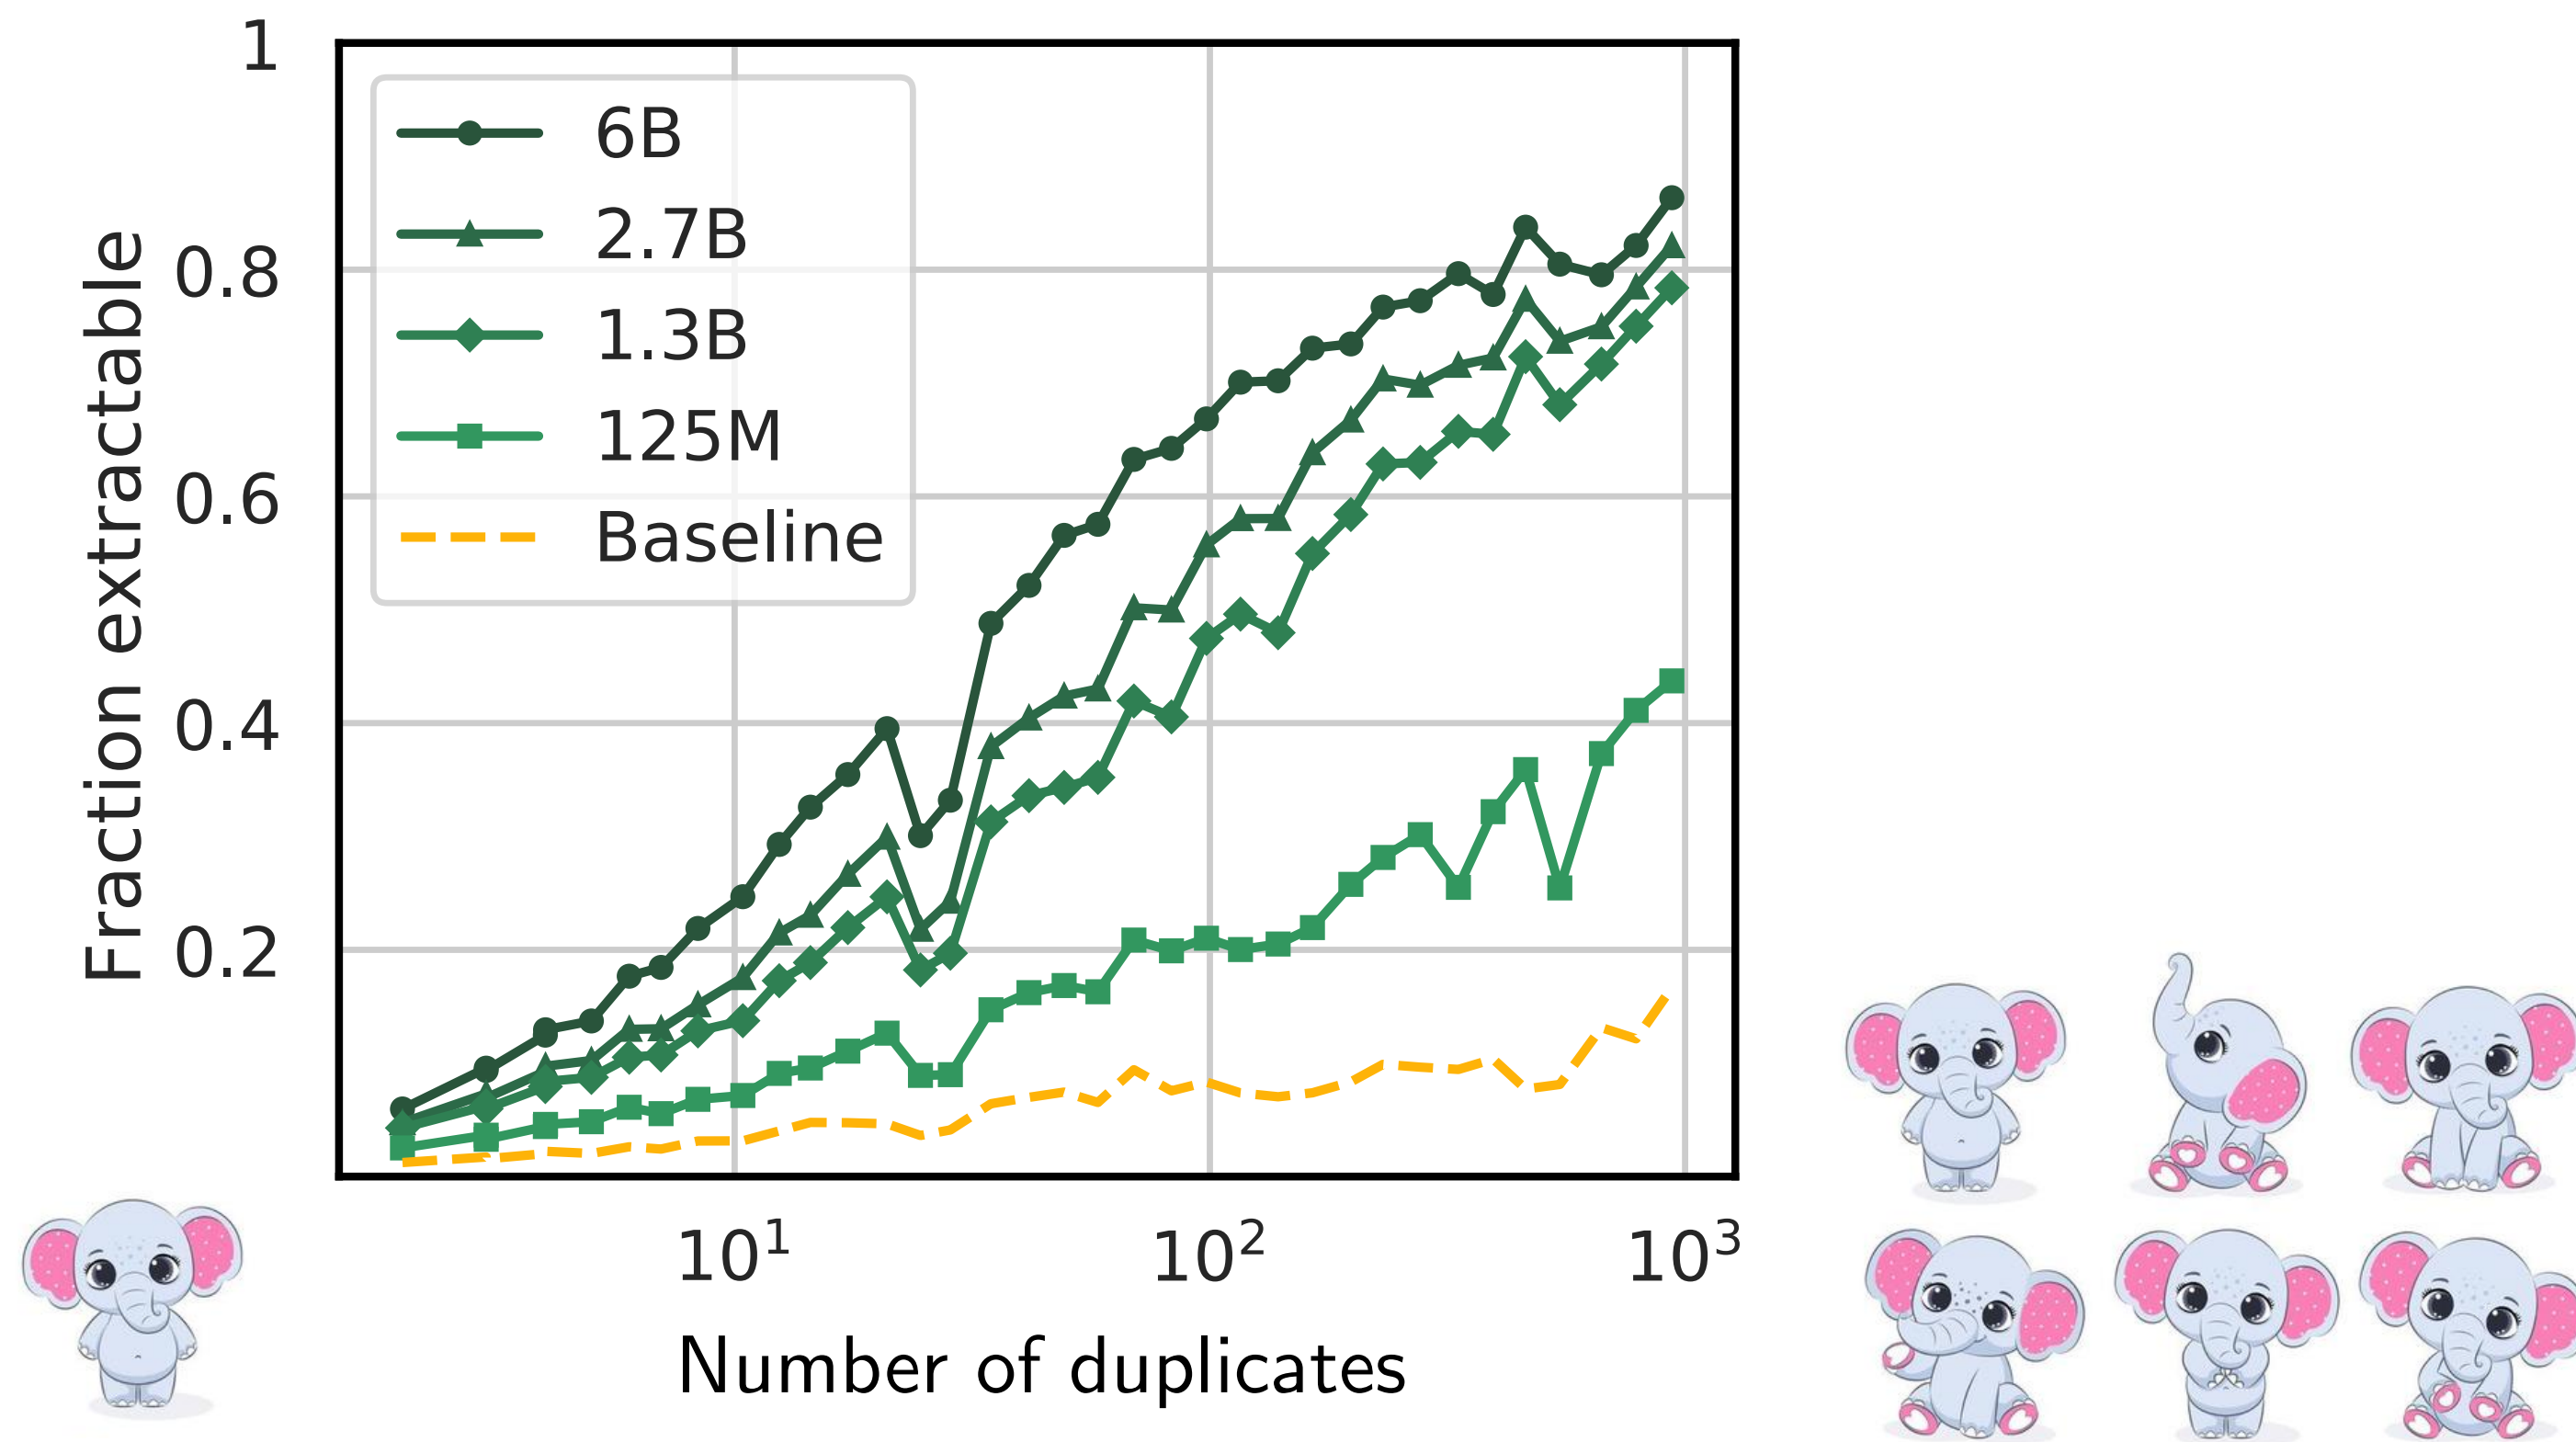 1
0.8
0.6
0.4
0.2
Fraction extractable
6B
2.7B
1.3B
125M
Baseline
10¹
10²
10³
Number of duplicates